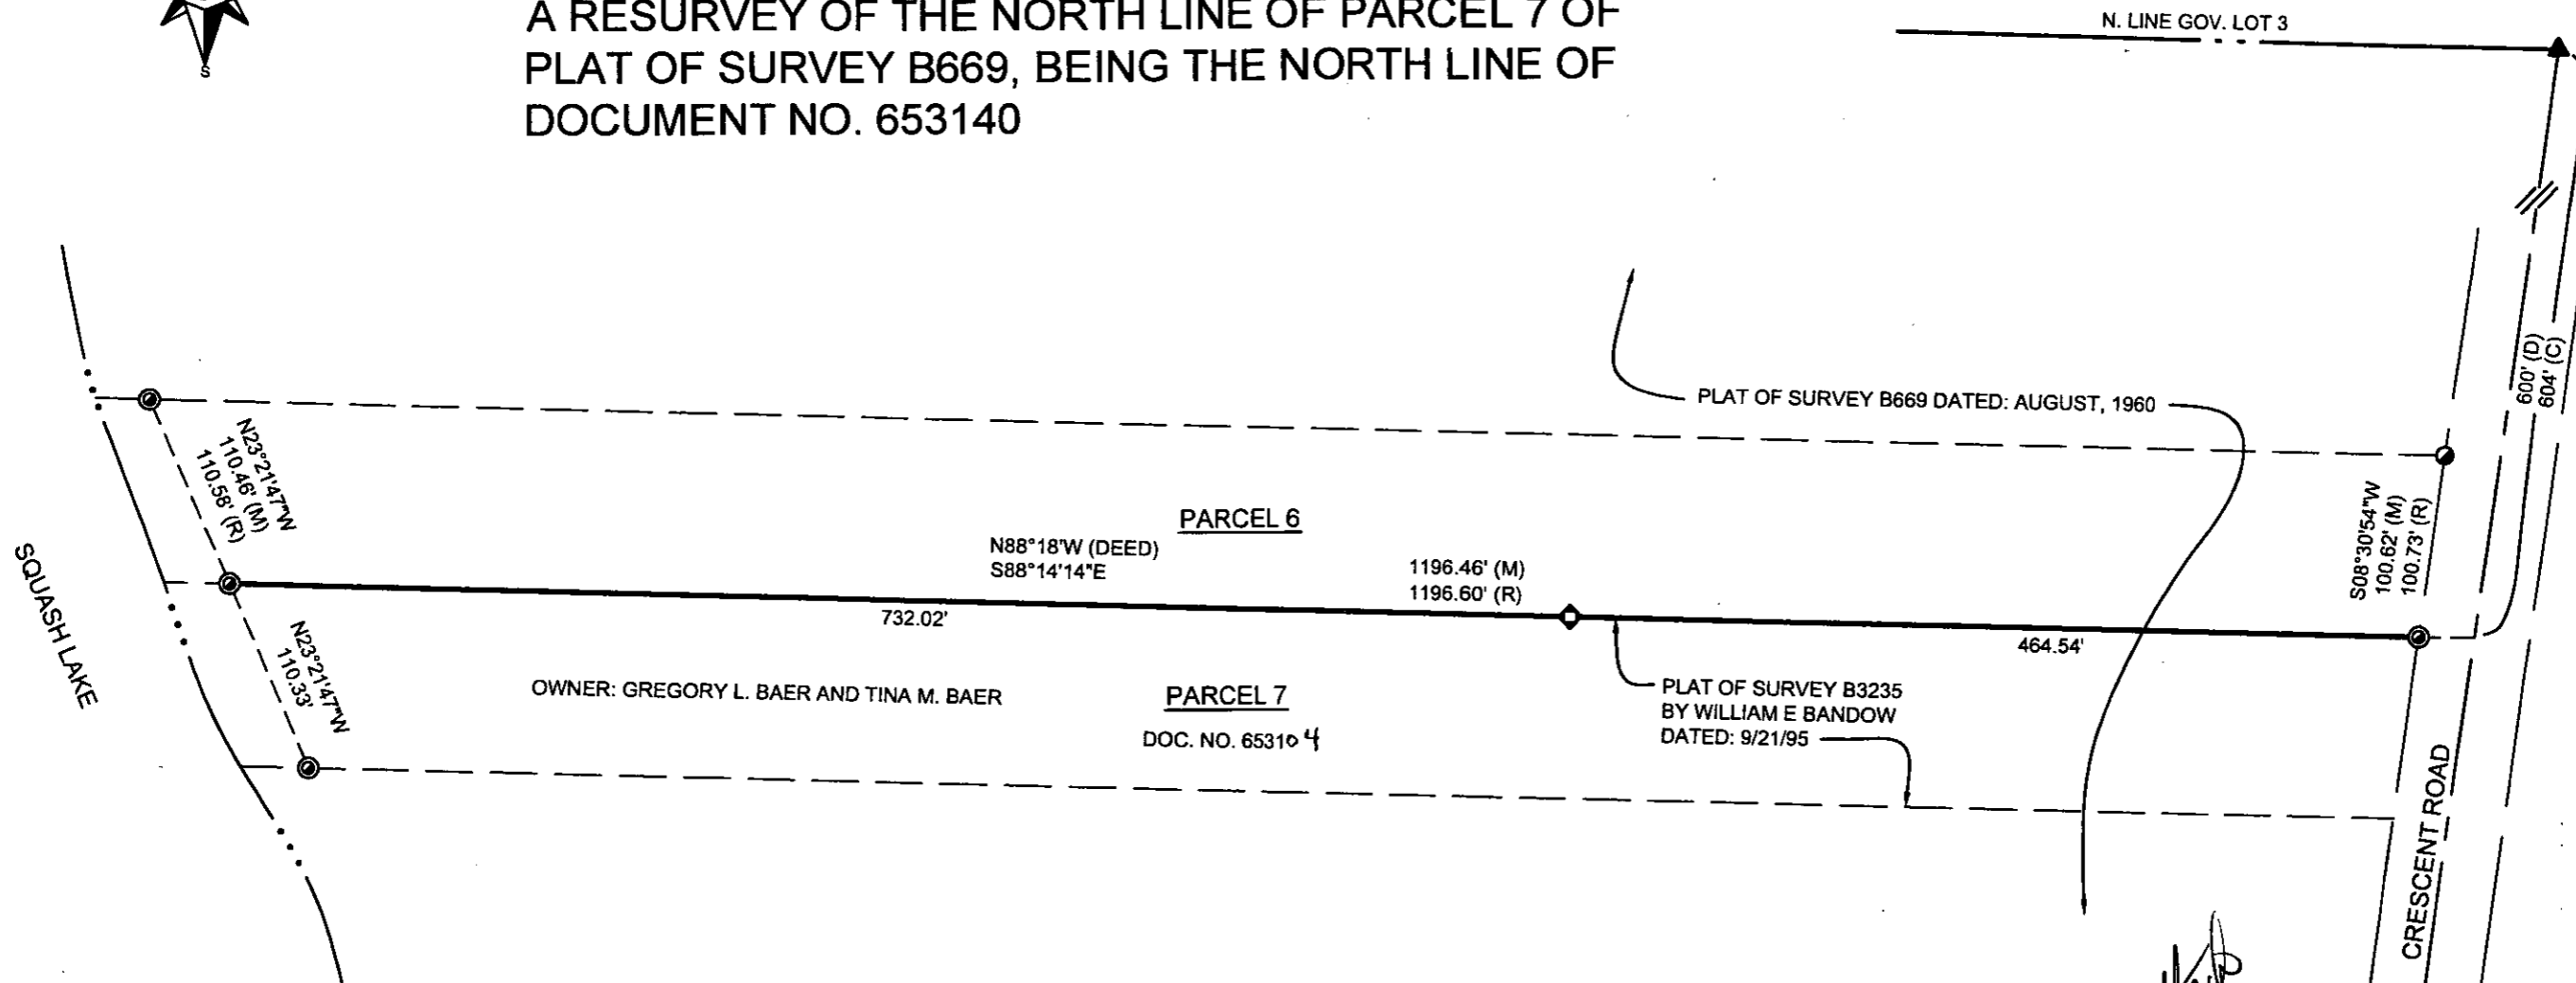 S
A RESURVEY OF THE NORTH LINE OF PARCEL 7 OF
PLAT OF SURVEY B669, BEING THE NORTH LINE OF
DOCUMENT NO. 653140
N. LINE GOV. LOT 3
600' (D)
604' (C)
PLAT OF SURVEY B669 DATED: AUGUST, 1960
N23°21'47"W
110.46' (M)
110.58' (R)
PARCEL 6
N88°18'W (DEED)
S88°14'14"E
1196.46' (M)
1196.60' (R)
S08°30'54"W
100.62' (M)
100.73' (R)
SQUASH LAKE
732.02'
464.54'
N23°21'47"W
110.33'
OWNER: GREGORY L. BAER AND TINA M. BAER
PARCEL 7
DOC. NO. 653104
PLAT OF SURVEY B3235
BY WILLIAM E BANDOW
DATED: 9/21/95
CRESCENT ROAD